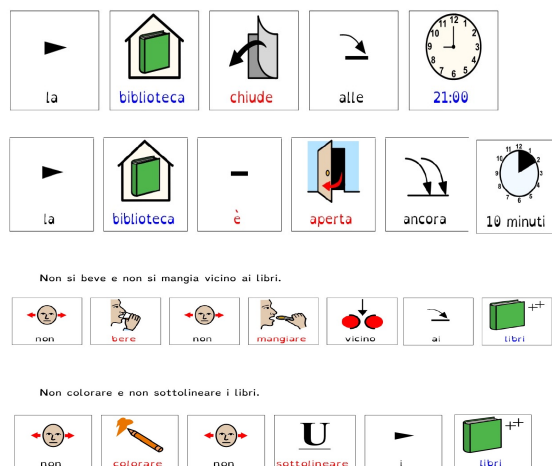 la biblioteca chiude alle 21:00
la biblioteca è aperta ancora 10 minuti
Non si beve e non si mangia vicino ai libri.
non bere non mangiare vicino ai libri
Non colorare e non sottolineare i libri.
U
non colorare non sottolineare i libri